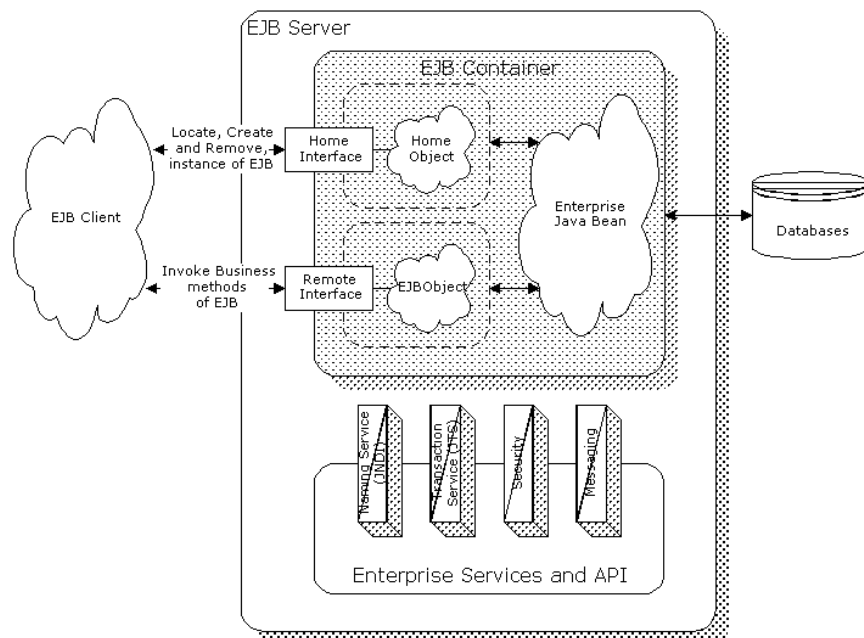 EJB Server
EJB Container
Locate, Create
and Remove,
instance of EJB
Home
Interface
Home
Object
EJB Client
Enterprise
Java Bean
Databases
Invoke Business
methods
of EJB
Remote
Interface
EJBObject
Naming Service
(JNDI)
Transaction
Service (JTS)
Security
Messaging
Enterprise Services and API